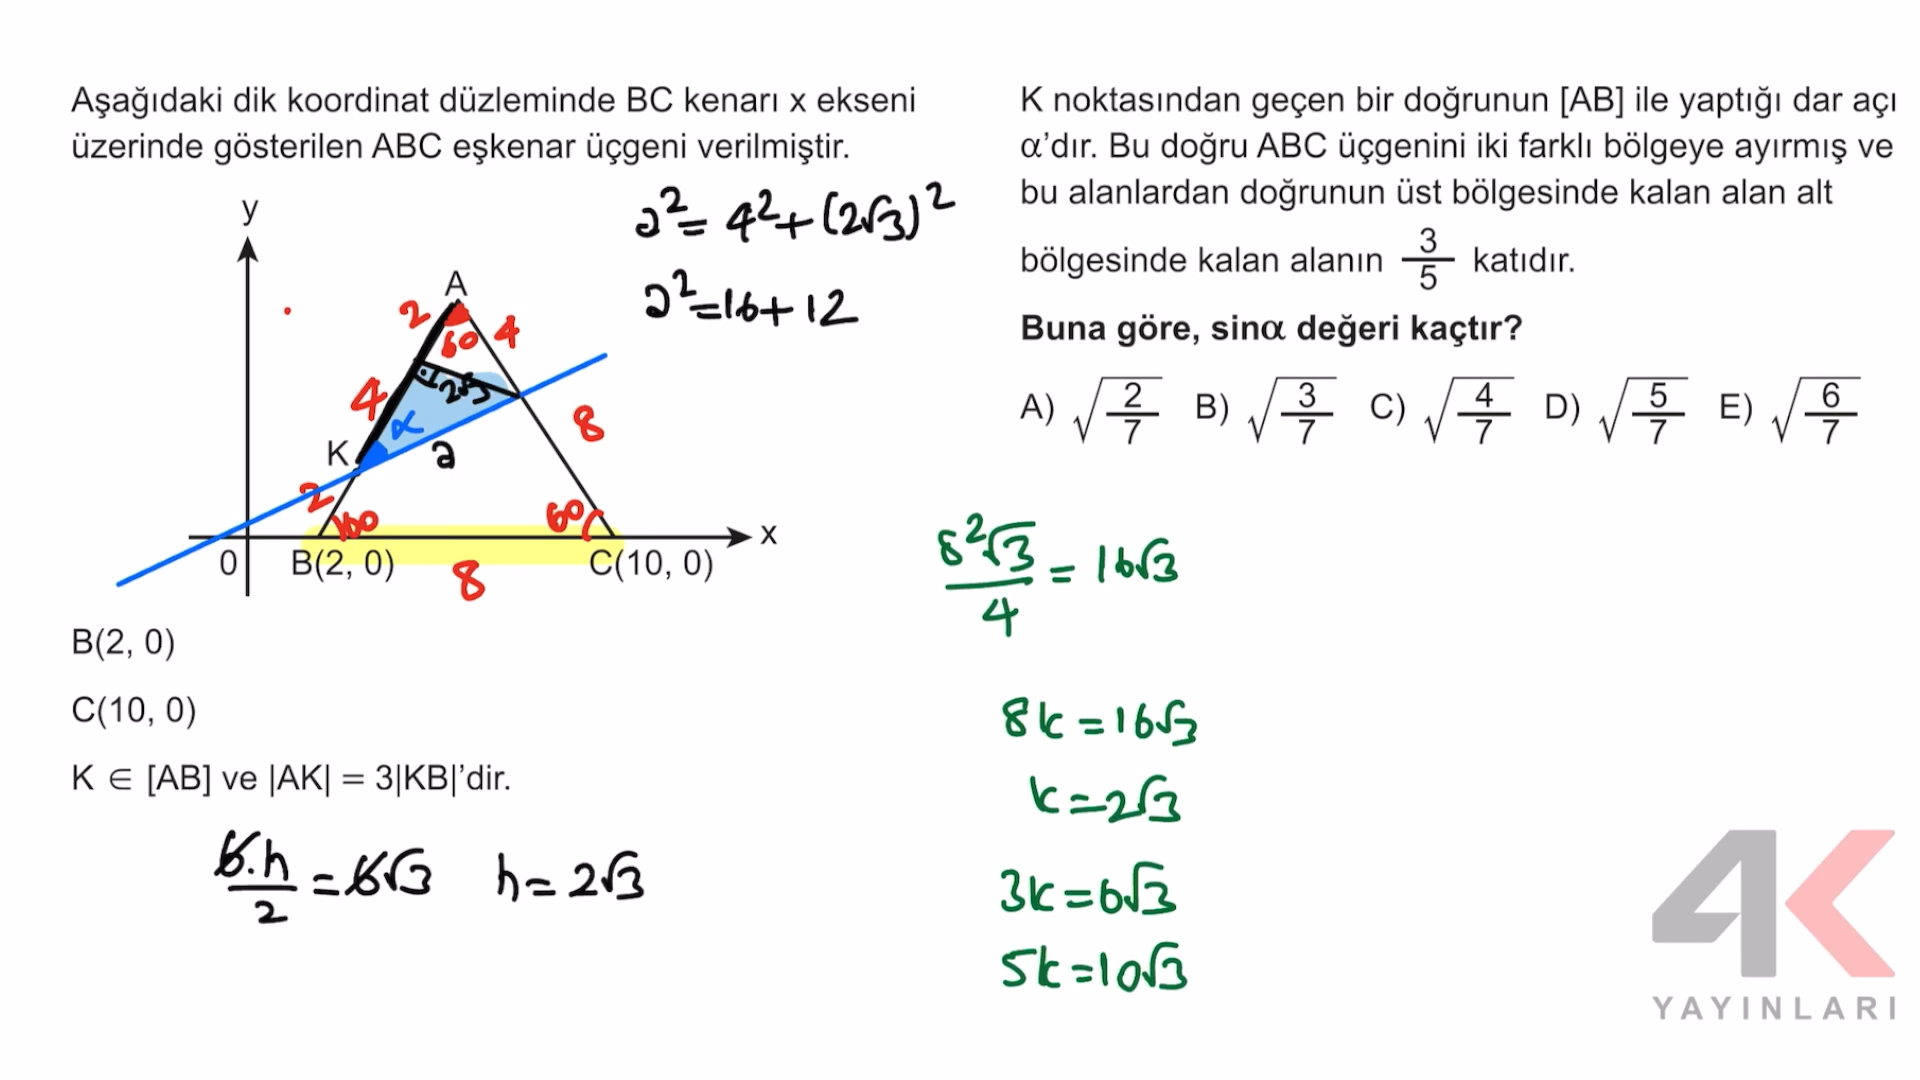 Aşağıdaki dik koordinat düzleminde BC kenarı x ekseni
üzerinde gösterilen ABC eşkenar üçgeni verilmiştir.
a²= 4²+(2√3)²
a²=16+12
y
A
2
60
4
4
2√3
α
8
K
a
2
60
60
x
0
B(2, 0)
8
C(10, 0)
B(2, 0)
C(10, 0)
K ∈ [AB] ve |AK| = 3|KB|’dir.
6.h/2 = 6√3 h=2√3
K noktasından geçen bir doğrunun [AB] ile yaptığı dar açı
α’dır. Bu doğru ABC üçgenini iki farklı bölgeye ayırmış ve
bu alanlardan doğrunun üst bölgesinde kalan alan alt
bölgesinde kalan alanın 3/5 katıdır.
Buna göre, sinα değeri kaçtır?
A) √2/7 B) √3/7 C) √4/7 D) √5/7 E) √6/7
8²√3/4 = 16√3
8k=16√3
k=2√3
3k=6√3
5k=10√3
4K
YAYINLARI